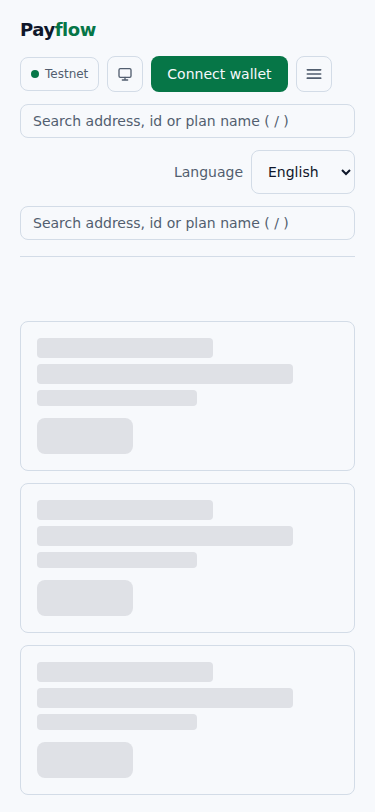 Payflow
Testnet
Connect wallet
Search address, id or plan name ( / )
Language English
Search address, id or plan name ( / )